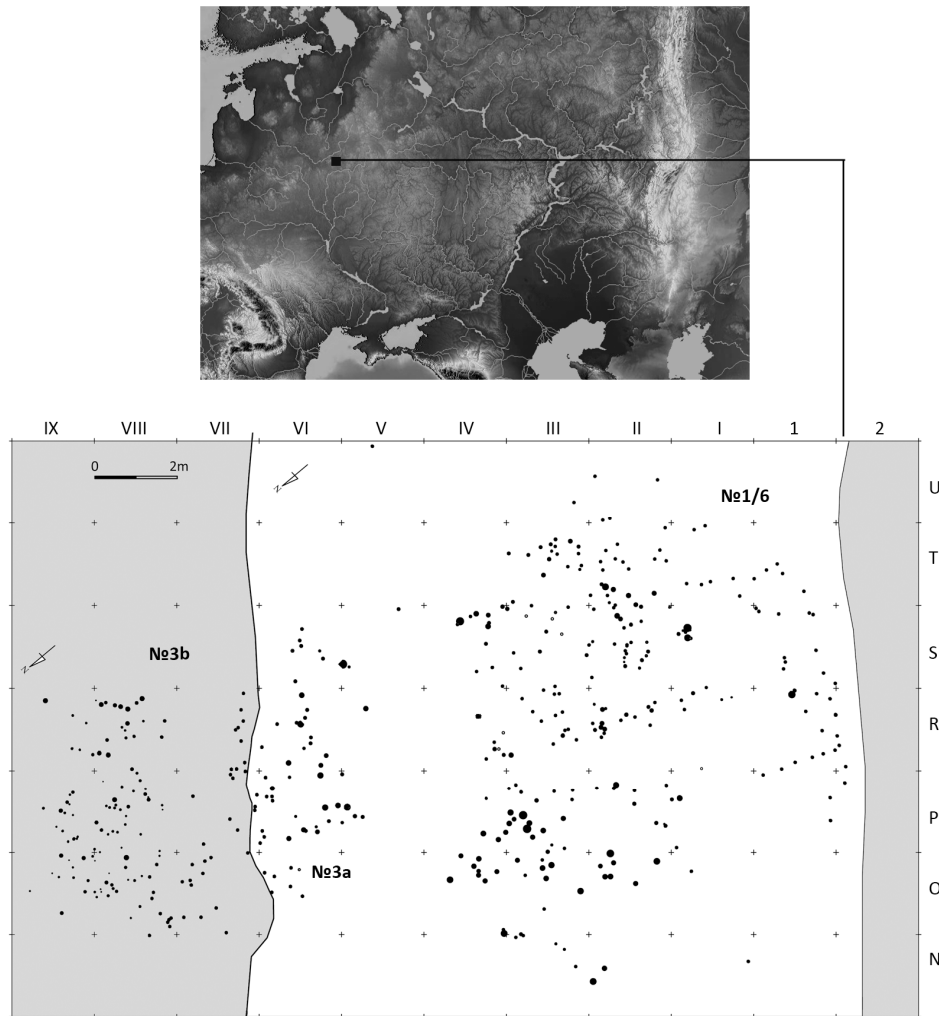 IX VIII VII VI V IV III II I 1 2
0 2m
N
№1/6
U
T
S
№3b
N
R
P
№3a
O
N